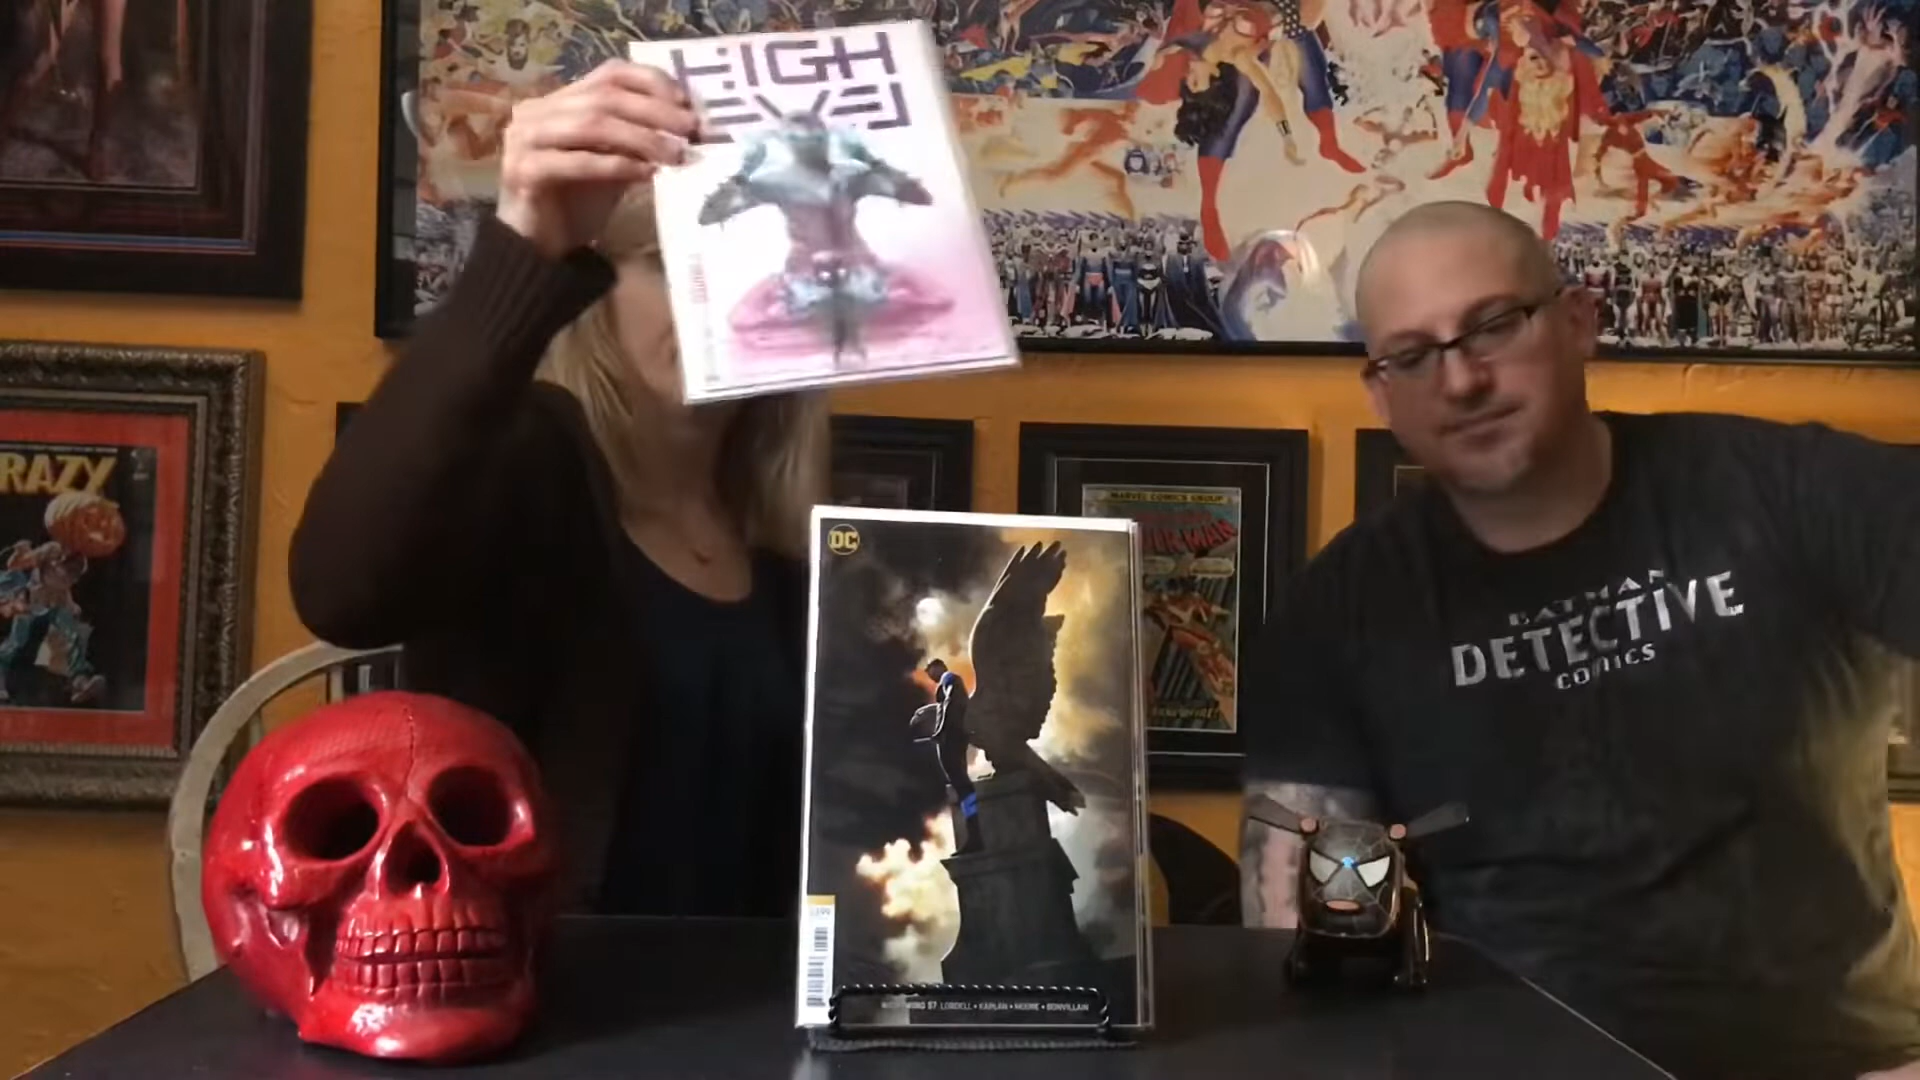 HIGH
LEVEL
RAZY
MARVEL COMICS GROUP
DC
BATMAN
DETECTIVE
COMICS
NIGHTWING 57 LOBDELL • KAPLAN • MOORE • BONVILLAIN